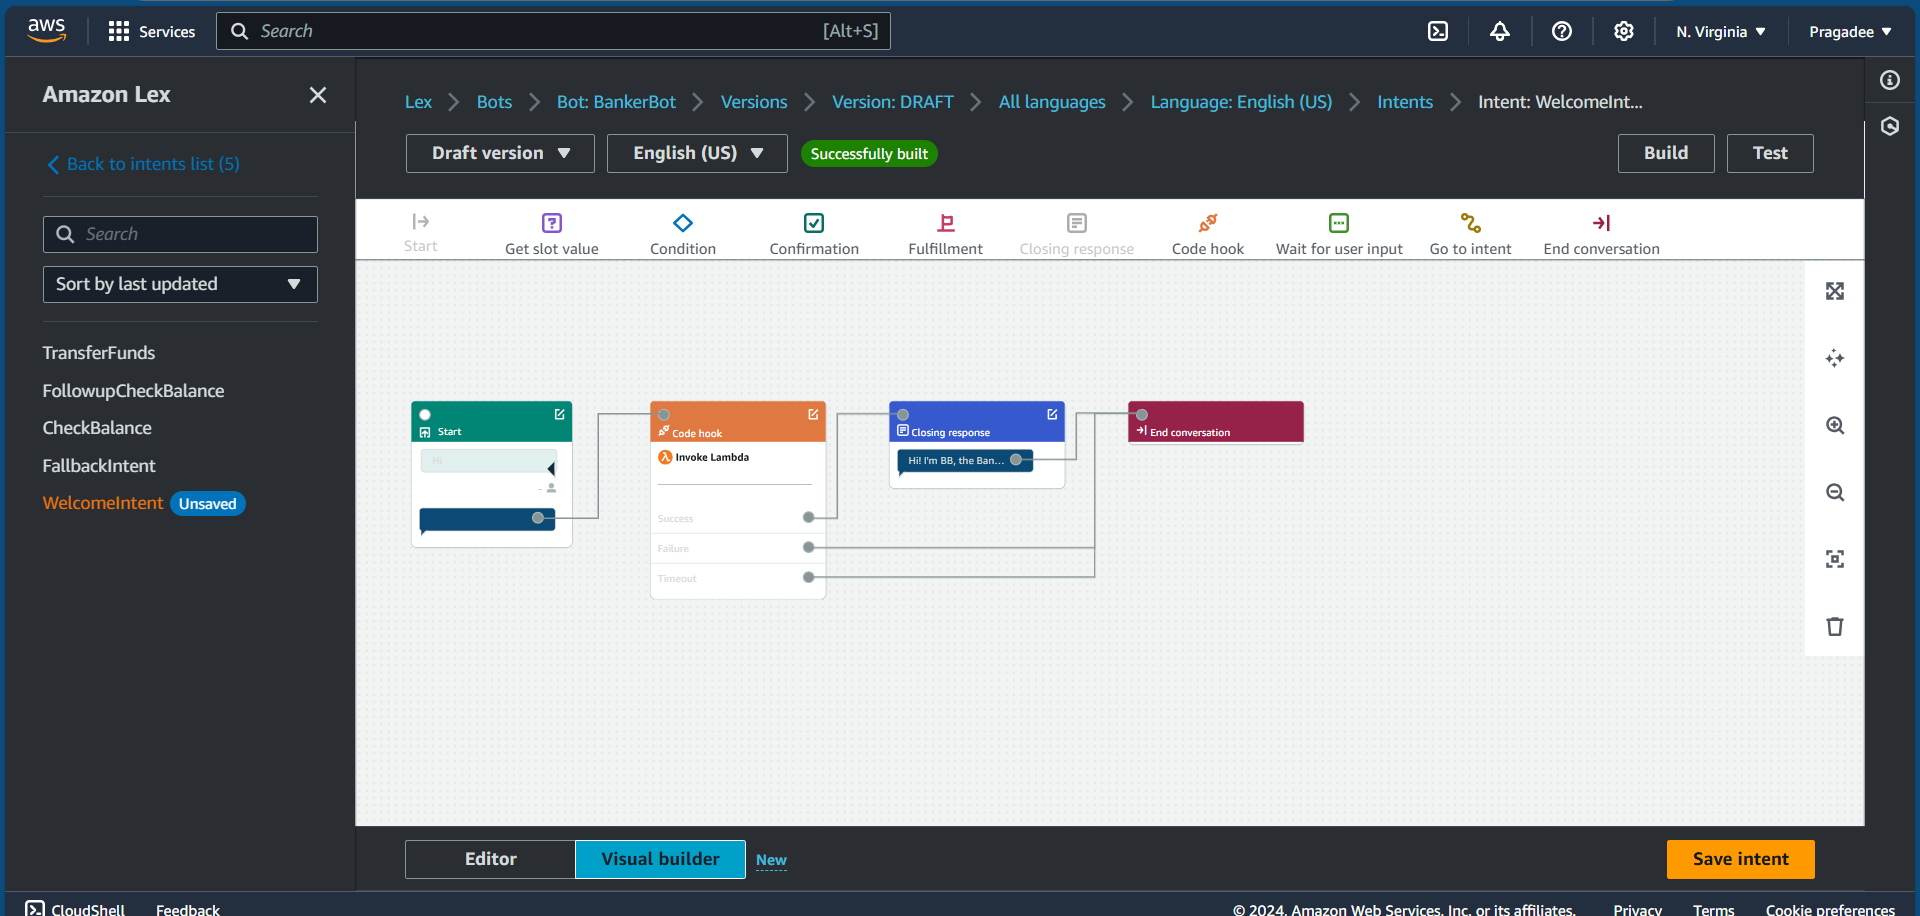 aws
Services
Search
[Alt+S]
N. Virginia
Pragadee
Amazon Lex
Lex
Bots
Bot: BankerBot
Versions
Version: DRAFT
All languages
Language: English (US)
Intents
Intent: WelcomeInt...
Back to intents list (5)
Draft version
English (US)
Successfully built
Build
Test
Search
Sort by last updated
Start
Get slot value
Condition
Confirmation
Fulfillment
Closing response
Code hook
Wait for user input
Go to intent
End conversation
TransferFunds
FollowupCheckBalance
CheckBalance
FallbackIntent
WelcomeIntent
Unsaved
Start
Hi
-
Code hook
Invoke Lambda
Success
Failure
Timeout
Closing response
Hi! I'm BB, the Ban...
End conversation
Editor
Visual builder
New
Save intent
CloudShell
Feedback
© 2024, Amazon Web Services, Inc. or its affiliates.
Privacy
Terms
Cookie preferences